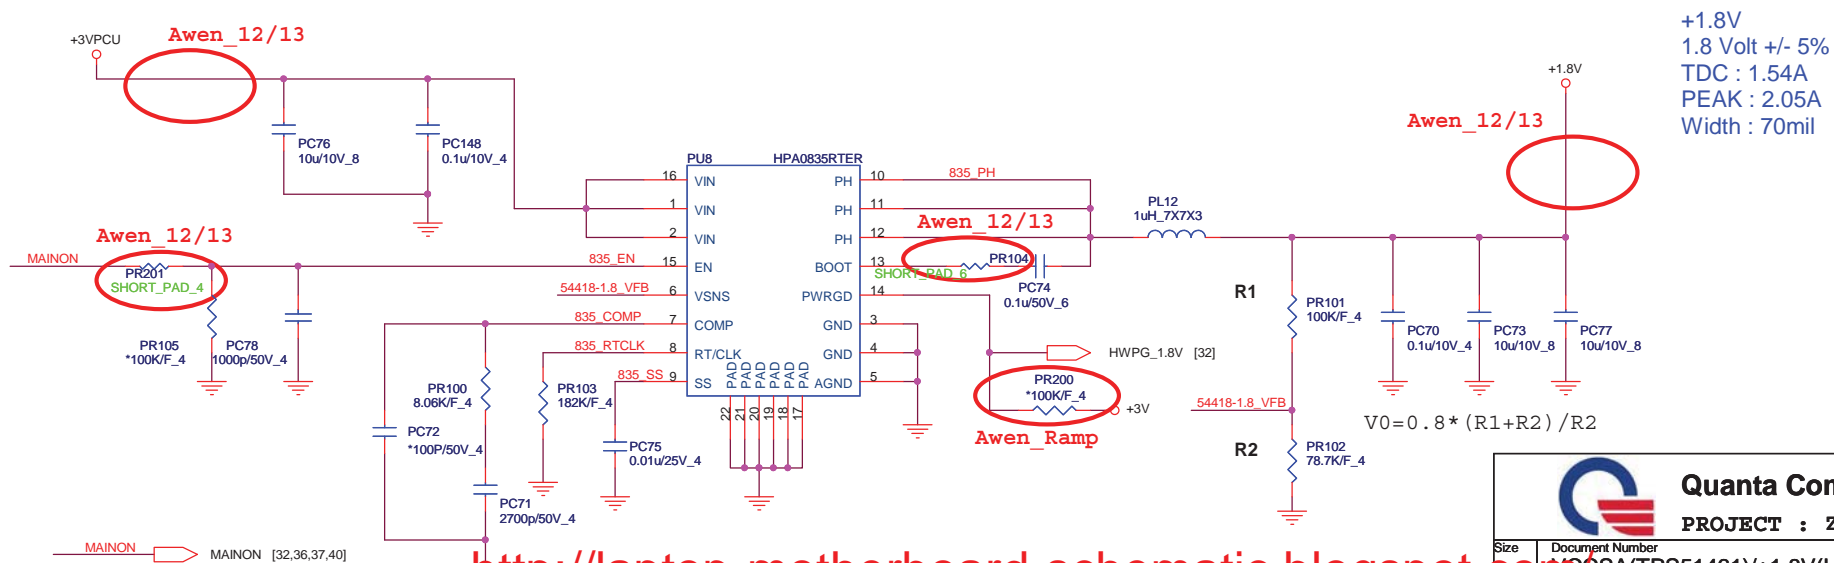 +1.8V
1.8 Volt +/- 5%
TDC : 1.54A
PEAK : 2.05A
Width : 70mil
Awen_12/13
+3VPCU
PC76
10u/10V_8
PC148
0.1u/10V_4
+1.8V
Awen_12/13
PU8
HPA0835RTER
16 VIN
1 VIN
2 VIN
15 EN
6 VSNS
7 COMP
8 RT/CLK
9 SS
PH 10
PH 11
PH 12
BOOT 13
PWRGD 14
GND 3
GND 4
AGND 5
PAD PAD PAD PAD PAD PAD
22 21 20 19 18 17
835_PH
PL12
1uH_7X7X3
Awen_12/13
PR104
SHORT_PAD_6
PC74
0.1u/50V_6
Awen_12/13
MAINON
PR201
SHORT_PAD_4
835_EN
54418-1.8_VFB
835_COMP
835_RTCLK
835_SS
PR105
*100K/F_4
PC78
1000p/50V_4
PR100
8.06K/F_4
PR103
182K/F_4
PC72
*100P/50V_4
PC75
0.01u/25V_4
PC71
2700p/50V_4
HWPG_1.8V [32]
PR200
*100K/F_4
+3V
Awen_Ramp
R1
PR101
100K/F_4
PC70
0.1u/10V_4
PC73
10u/10V_8
PC77
10u/10V_8
54418-1.8_VFB
V0=0.8*(R1+R2)/R2
R2
PR102
78.7K/F_4
Quanta Con
PROJECT : Z
Size
Document Number
MAINON
MAINON [32,36,37,40]